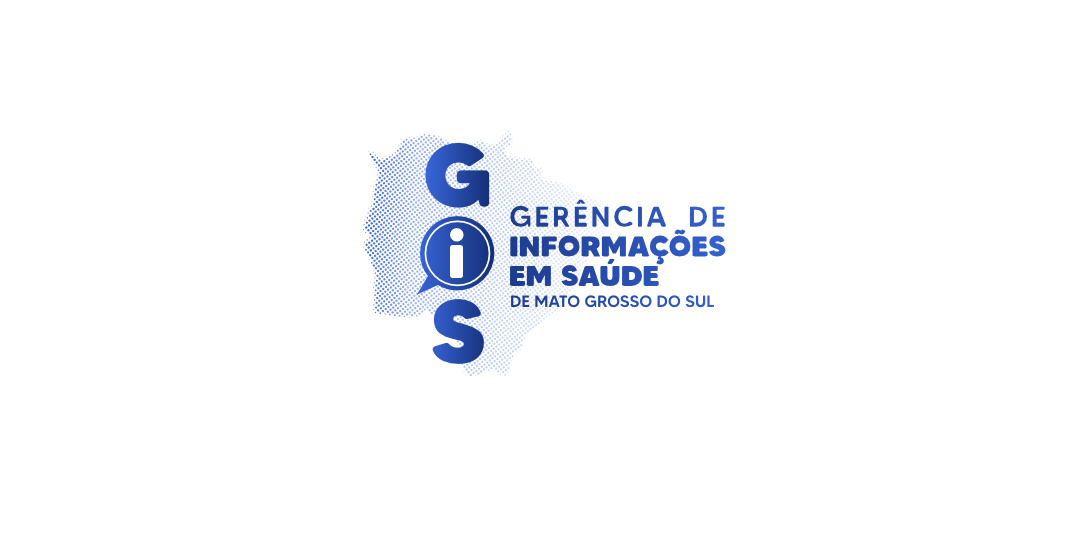 G
i
S
GERÊNCIA DE
INFORMAÇÕES
EM SAÚDE
DE MATO GROSSO DO SUL